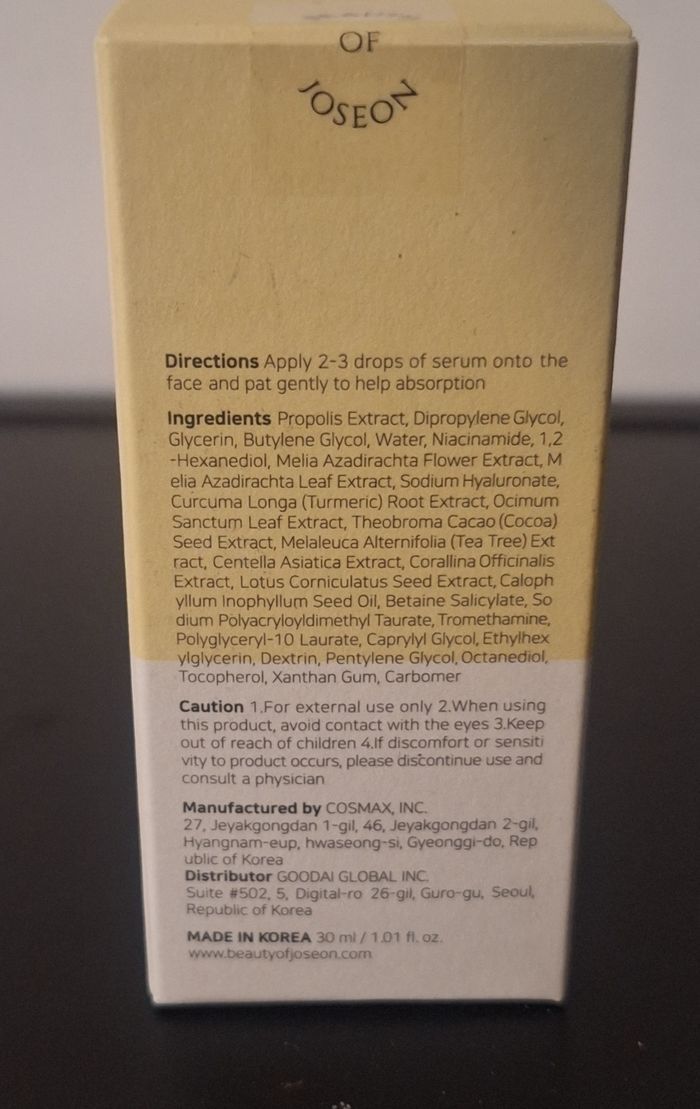 OF
JOSEON
Directions Apply 2-3 drops of serum onto the
face and pat gently to help absorption
Ingredients Propolis Extract, Dipropylene Glycol,
Glycerin, Butylene Glycol, Water, Niacinamide, 1,2
-Hexanediol, Melia Azadirachta Flower Extract, M
elia Azadirachta Leaf Extract, Sodium Hyaluronate,
Curcuma Longa (Turmeric) Root Extract, Ocimum
Sanctum Leaf Extract, Theobroma Cacao (Cocoa)
Seed Extract, Melaleuca Alternifolia (Tea Tree) Ext
ract, Centella Asiatica Extract, Corallina Officinalis
Extract, Lotus Corniculatus Seed Extract, Caloph
yllum Inophyllum Seed Oil, Betaine Salicylate, So
dium Polyacryloyldimethyl Taurate, Tromethamine,
Polyglyceryl-10 Laurate, Caprylyl Glycol, Ethylhex
ylglycerin, Dextrin, Pentylene Glycol, Octanediol,
Tocopherol, Xanthan Gum, Carbomer
Caution 1.For external use only 2.When using
this product, avoid contact with the eyes 3.Keep
out of reach of children 4.If discomfort or sensiti
vity to product occurs, please discontinue use and
consult a physician
Manufactured by COSMAX, INC.
27, Jeyakgongdan 1-gil, 46, Jeyakgongdan 2-gil,
Hyangnam-eup, hwaseong-si, Gyeonggi-do, Rep
ublic of Korea
Distributor GOODAI GLOBAL INC.
Suite #502, 5, Digital-ro 26-gil, Guro-gu, Seoul,
Republic of Korea
MADE IN KOREA 30 ml / 1.01 fl. oz.
www.beautyofjoseon.com